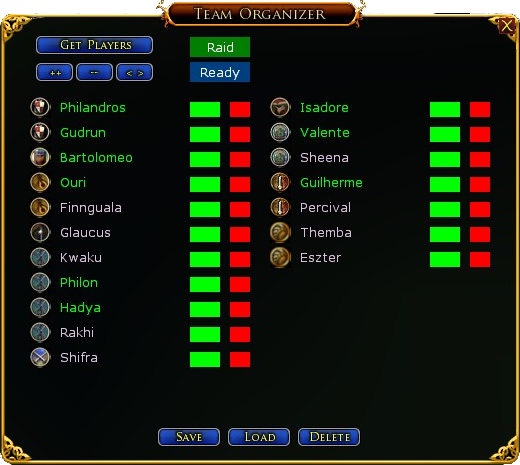 Team Organizer
X
Get Players
Raid
++ -- < >
Ready
Philandros
Gudrun
Bartolomeo
Ouri
Finnguala
Glaucus
Kwaku
Philon
Hadya
Rakhi
Shifra
Isadore
Valente
Sheena
Guilherme
Percival
Themba
Eszter
Save Load Delete